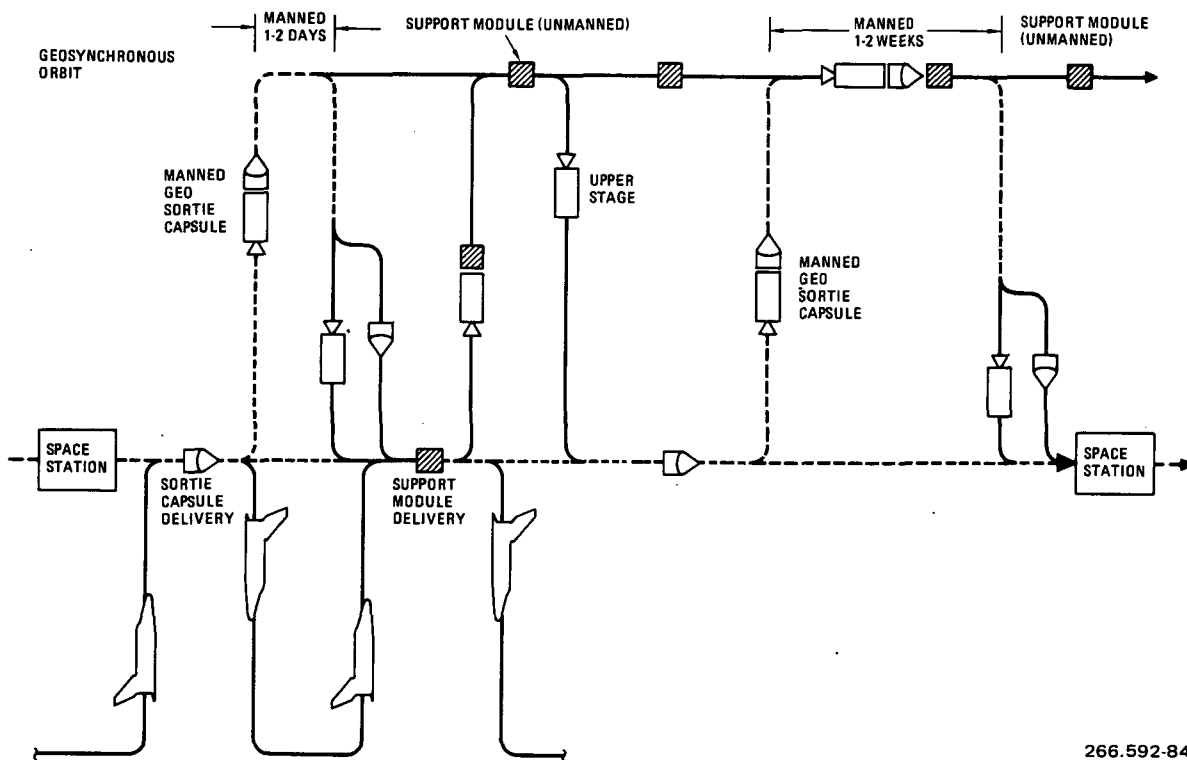 MANNED
1-2 DAYS
SUPPORT MODULE (UNMANNED)
MANNED
1-2 WEEKS
SUPPORT MODULE
(UNMANNED)
GEOSYNCHRONOUS
ORBIT
MANNED
GEO
SORTIE
CAPSULE
UPPER
STAGE
MANNED
GEO
SORTIE
CAPSULE
SPACE
STATION
SORTIE
CAPSULE
DELIVERY
SUPPORT
MODULE
DELIVERY
SPACE
STATION
266.592-84